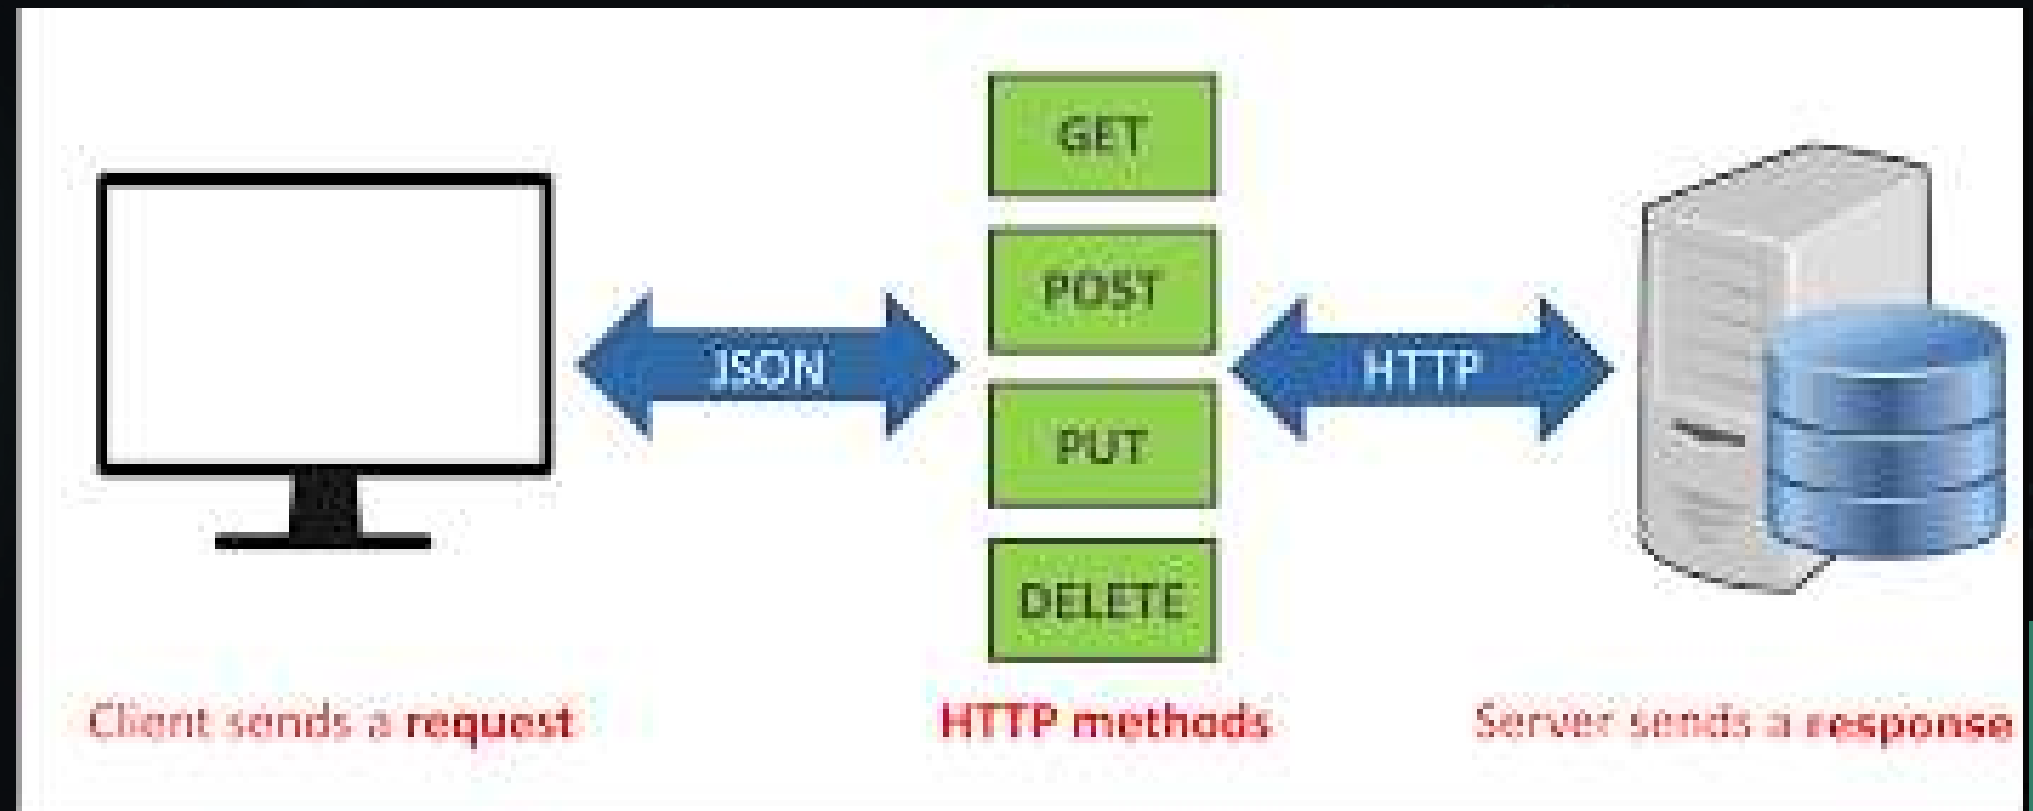 GET
POST
JSON
HTTP
PUT
DELETE
Client sends a request
HTTP methods
Server sends a response